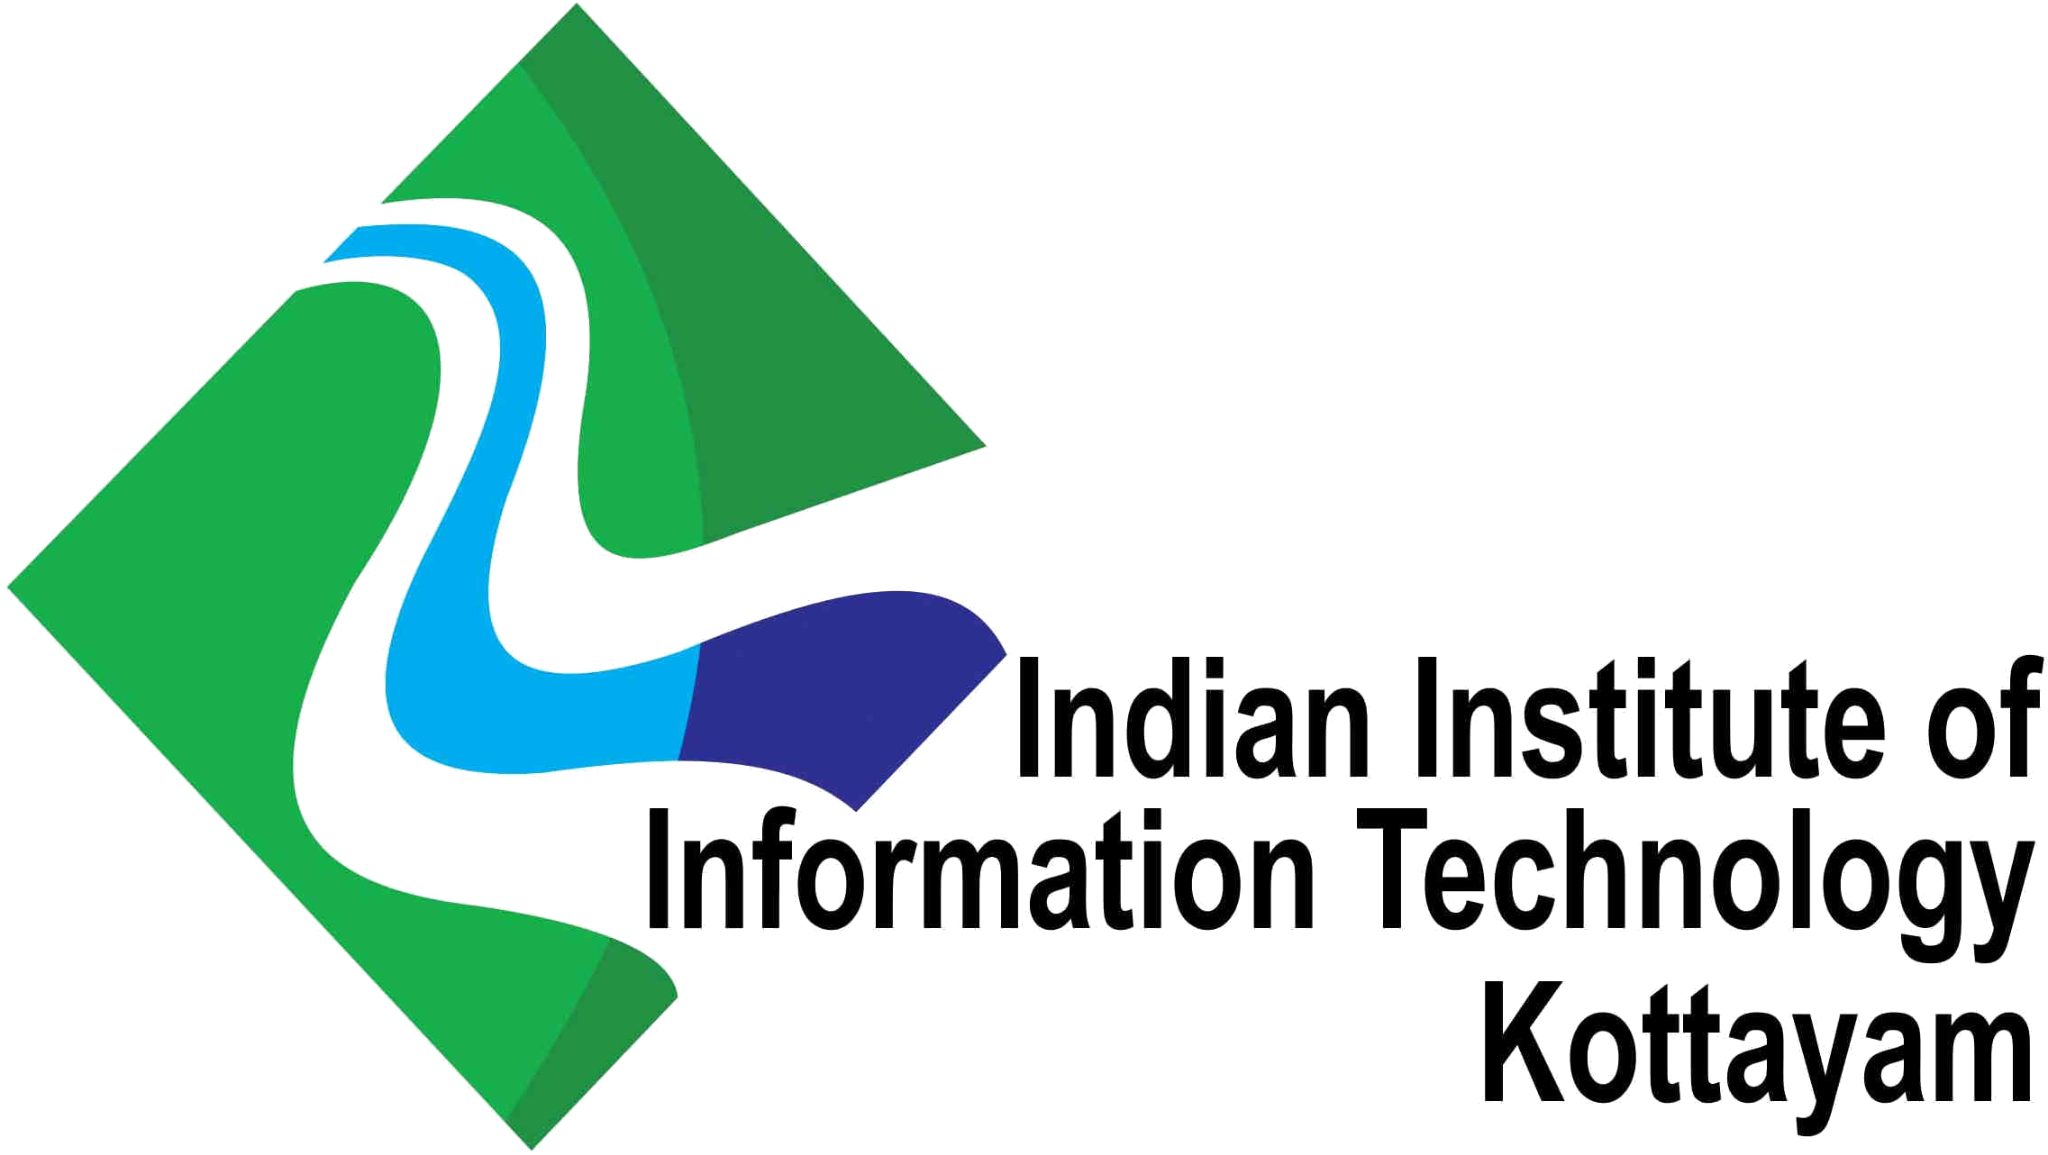 Indian Institute of
Information Technology
Kottayam